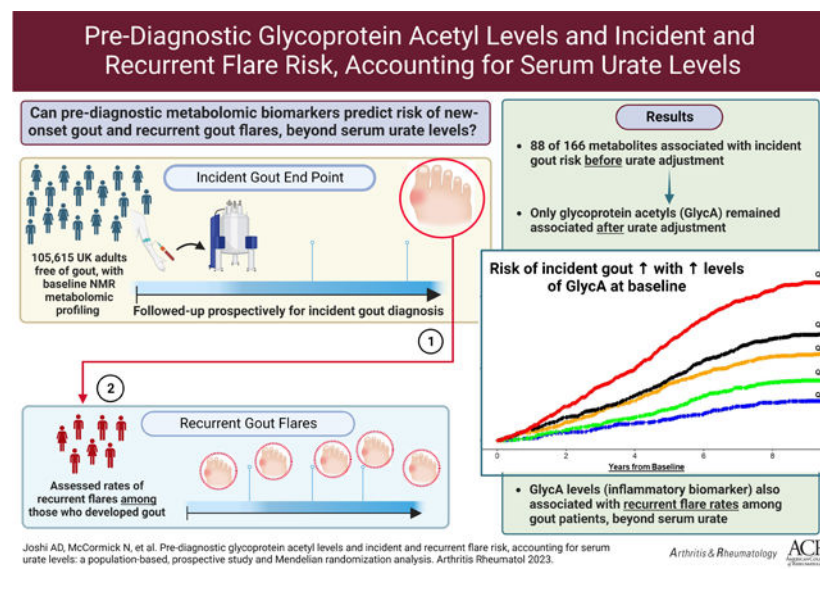 Pre-Diagnostic Glycoprotein Acetyl Levels and Incident and
Recurrent Flare Risk, Accounting for Serum Urate Levels
Can pre-diagnostic metabolomic biomarkers predict risk of new-
onset gout and recurrent gout flares, beyond serum urate levels?
Incident Gout End Point
105,615 UK adults
free of gout, with
baseline NMR
metabolomic
profiling
Followed-up prospectively for incident gout diagnosis
1
2
Recurrent Gout Flares
Assessed rates of
recurrent flares among
those who developed gout
Results
• 88 of 166 metabolites associated with incident
gout risk before urate adjustment
• Only glycoprotein acetyls (GlycA) remained
associated after urate adjustment
Risk of incident gout ↑ with ↑ levels
of GlycA at baseline
0 2 4 6 8
Years from Baseline
• GlycA levels (inflammatory biomarker) also
associated with recurrent flare rates among
gout patients, beyond serum urate
Joshi AD, McCormick N, et al. Pre-diagnostic glycoprotein acetyl levels and incident and recurrent flare risk, accounting for serum
urate levels: a population-based, prospective study and Mendelian randomization analysis. Arthritis Rheumatol 2023.
Arthritis & Rheumatology